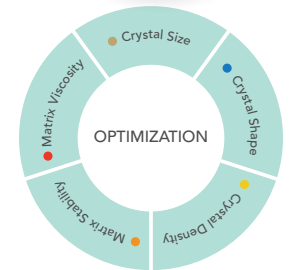 Crystal Size
Crystal Shape
Crystal Density
Matrix Stability
Matrix Viscosity
OPTIMIZATION